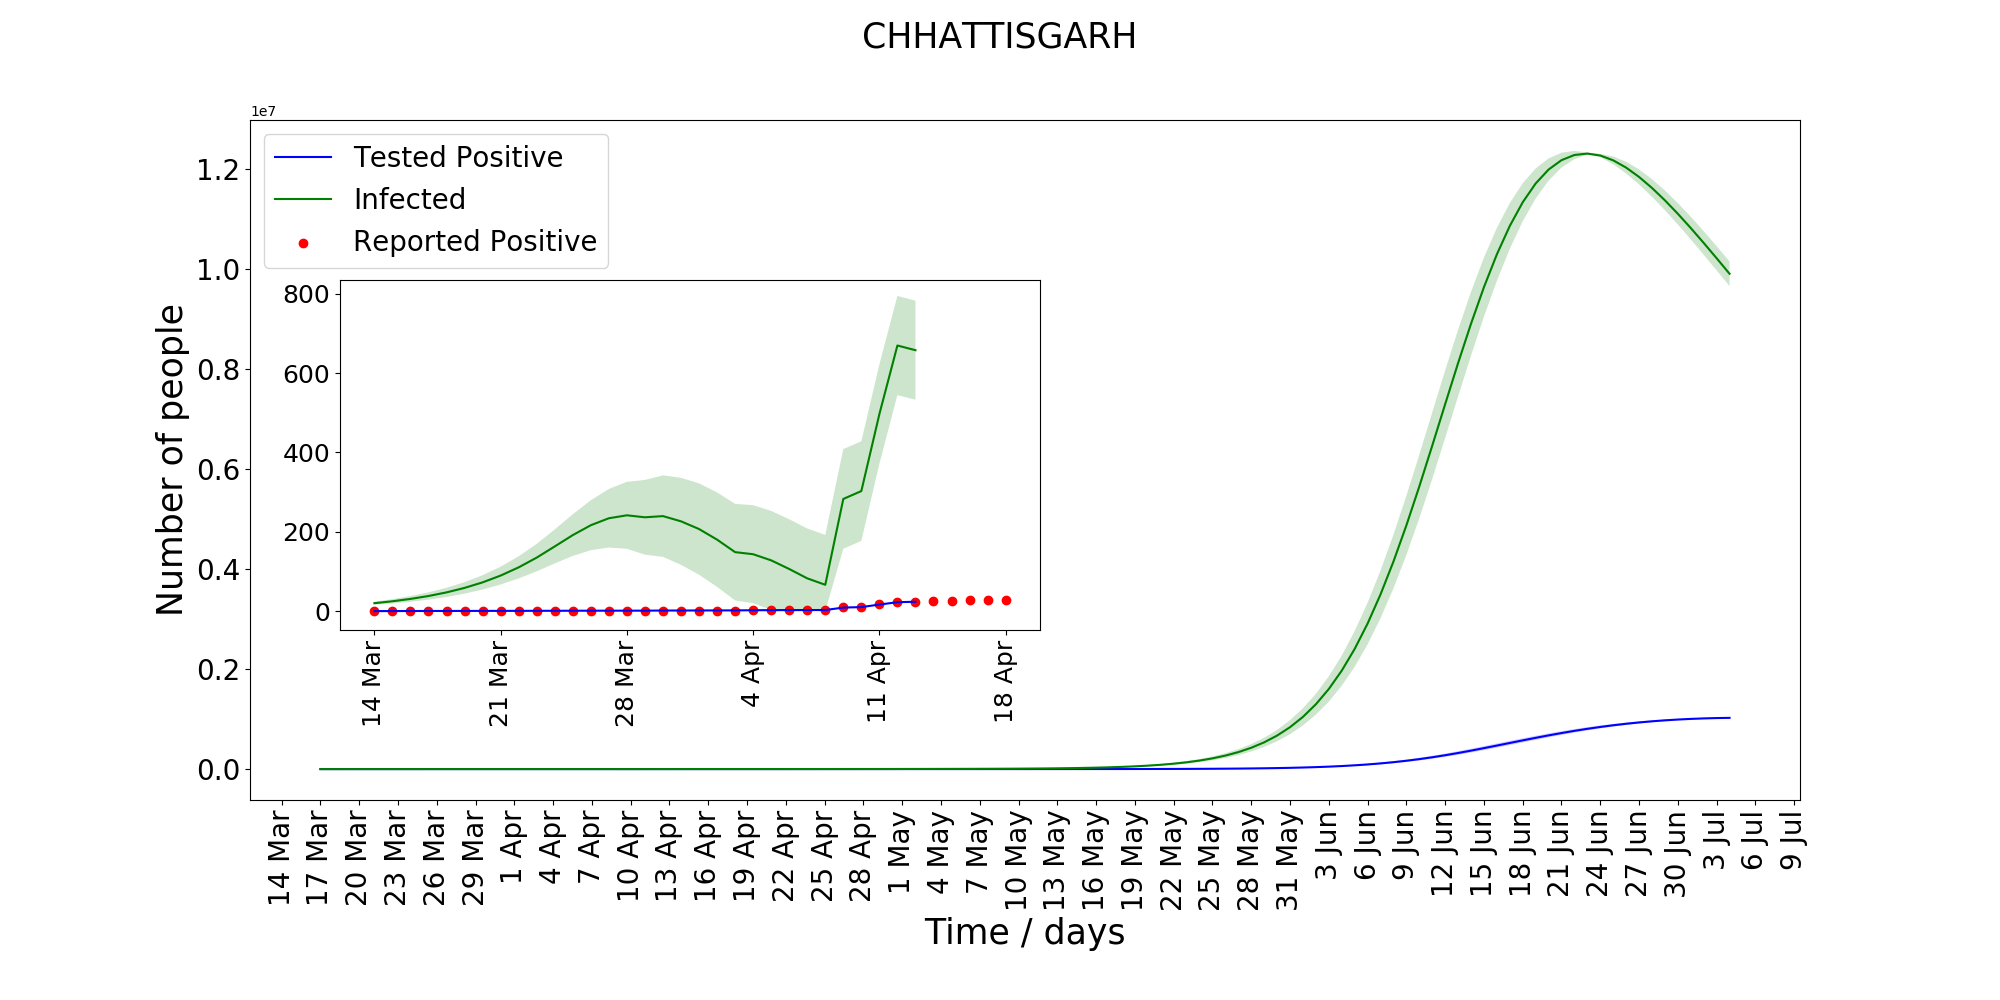 CHHATTISGARH
1e7
Tested Positive
Infected
Reported Positive
1.2
1.0
0.8
0.6
0.4
0.2
0.0
Number of people
800
600
400
200
0
14 Mar
21 Mar
28 Mar
4 Apr
11 Apr
18 Apr
14 Mar
17 Mar
20 Mar
23 Mar
26 Mar
29 Mar
1 Apr
4 Apr
7 Apr
10 Apr
13 Apr
16 Apr
19 Apr
22 Apr
25 Apr
28 Apr
1 May
4 May
7 May
10 May
13 May
16 May
19 May
22 May
25 May
28 May
31 May
3 Jun
6 Jun
9 Jun
12 Jun
15 Jun
18 Jun
21 Jun
24 Jun
27 Jun
30 Jun
3 Jul
6 Jul
9 Jul
Time / days